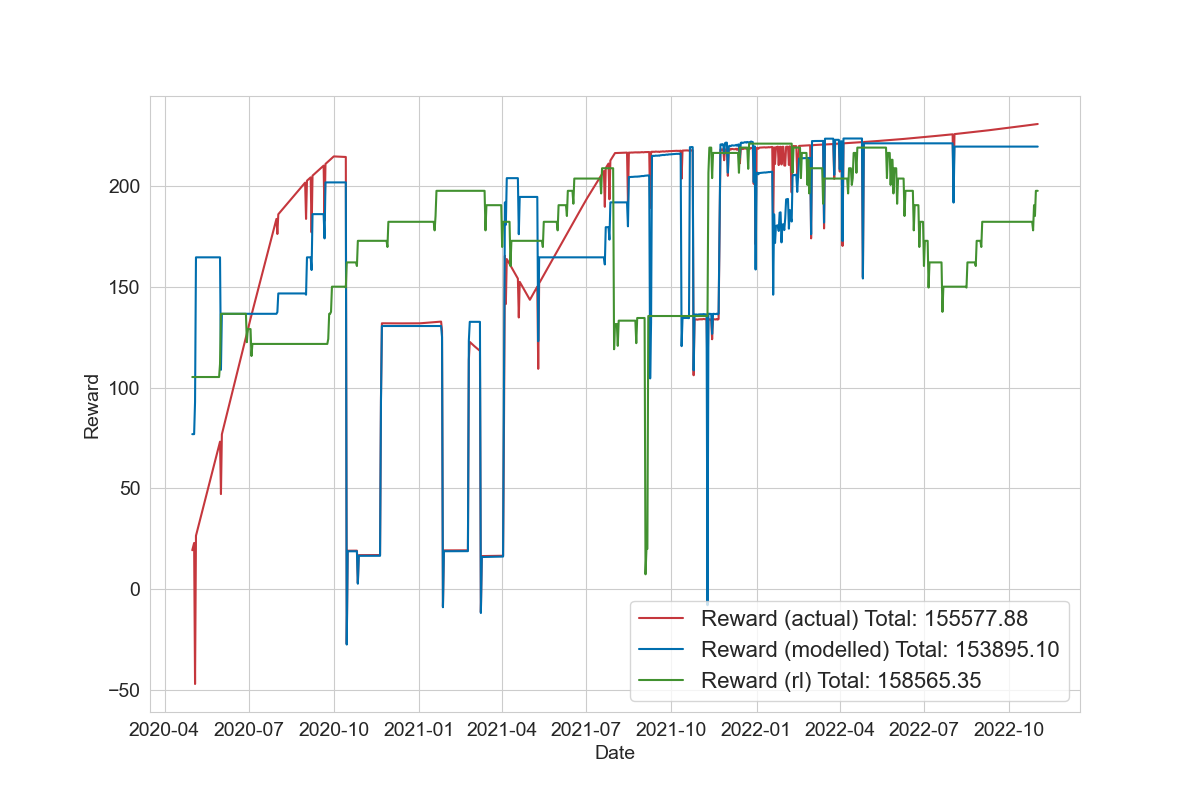 Reward
200
150
100
50
0
−50
2020-04 2020-07 2020-10 2021-01 2021-04 2021-07 2021-10 2022-01 2022-04 2022-07 2022-10
Date
Reward (actual) Total: 155577.88
Reward (modelled) Total: 153895.10
Reward (rl) Total: 158565.35